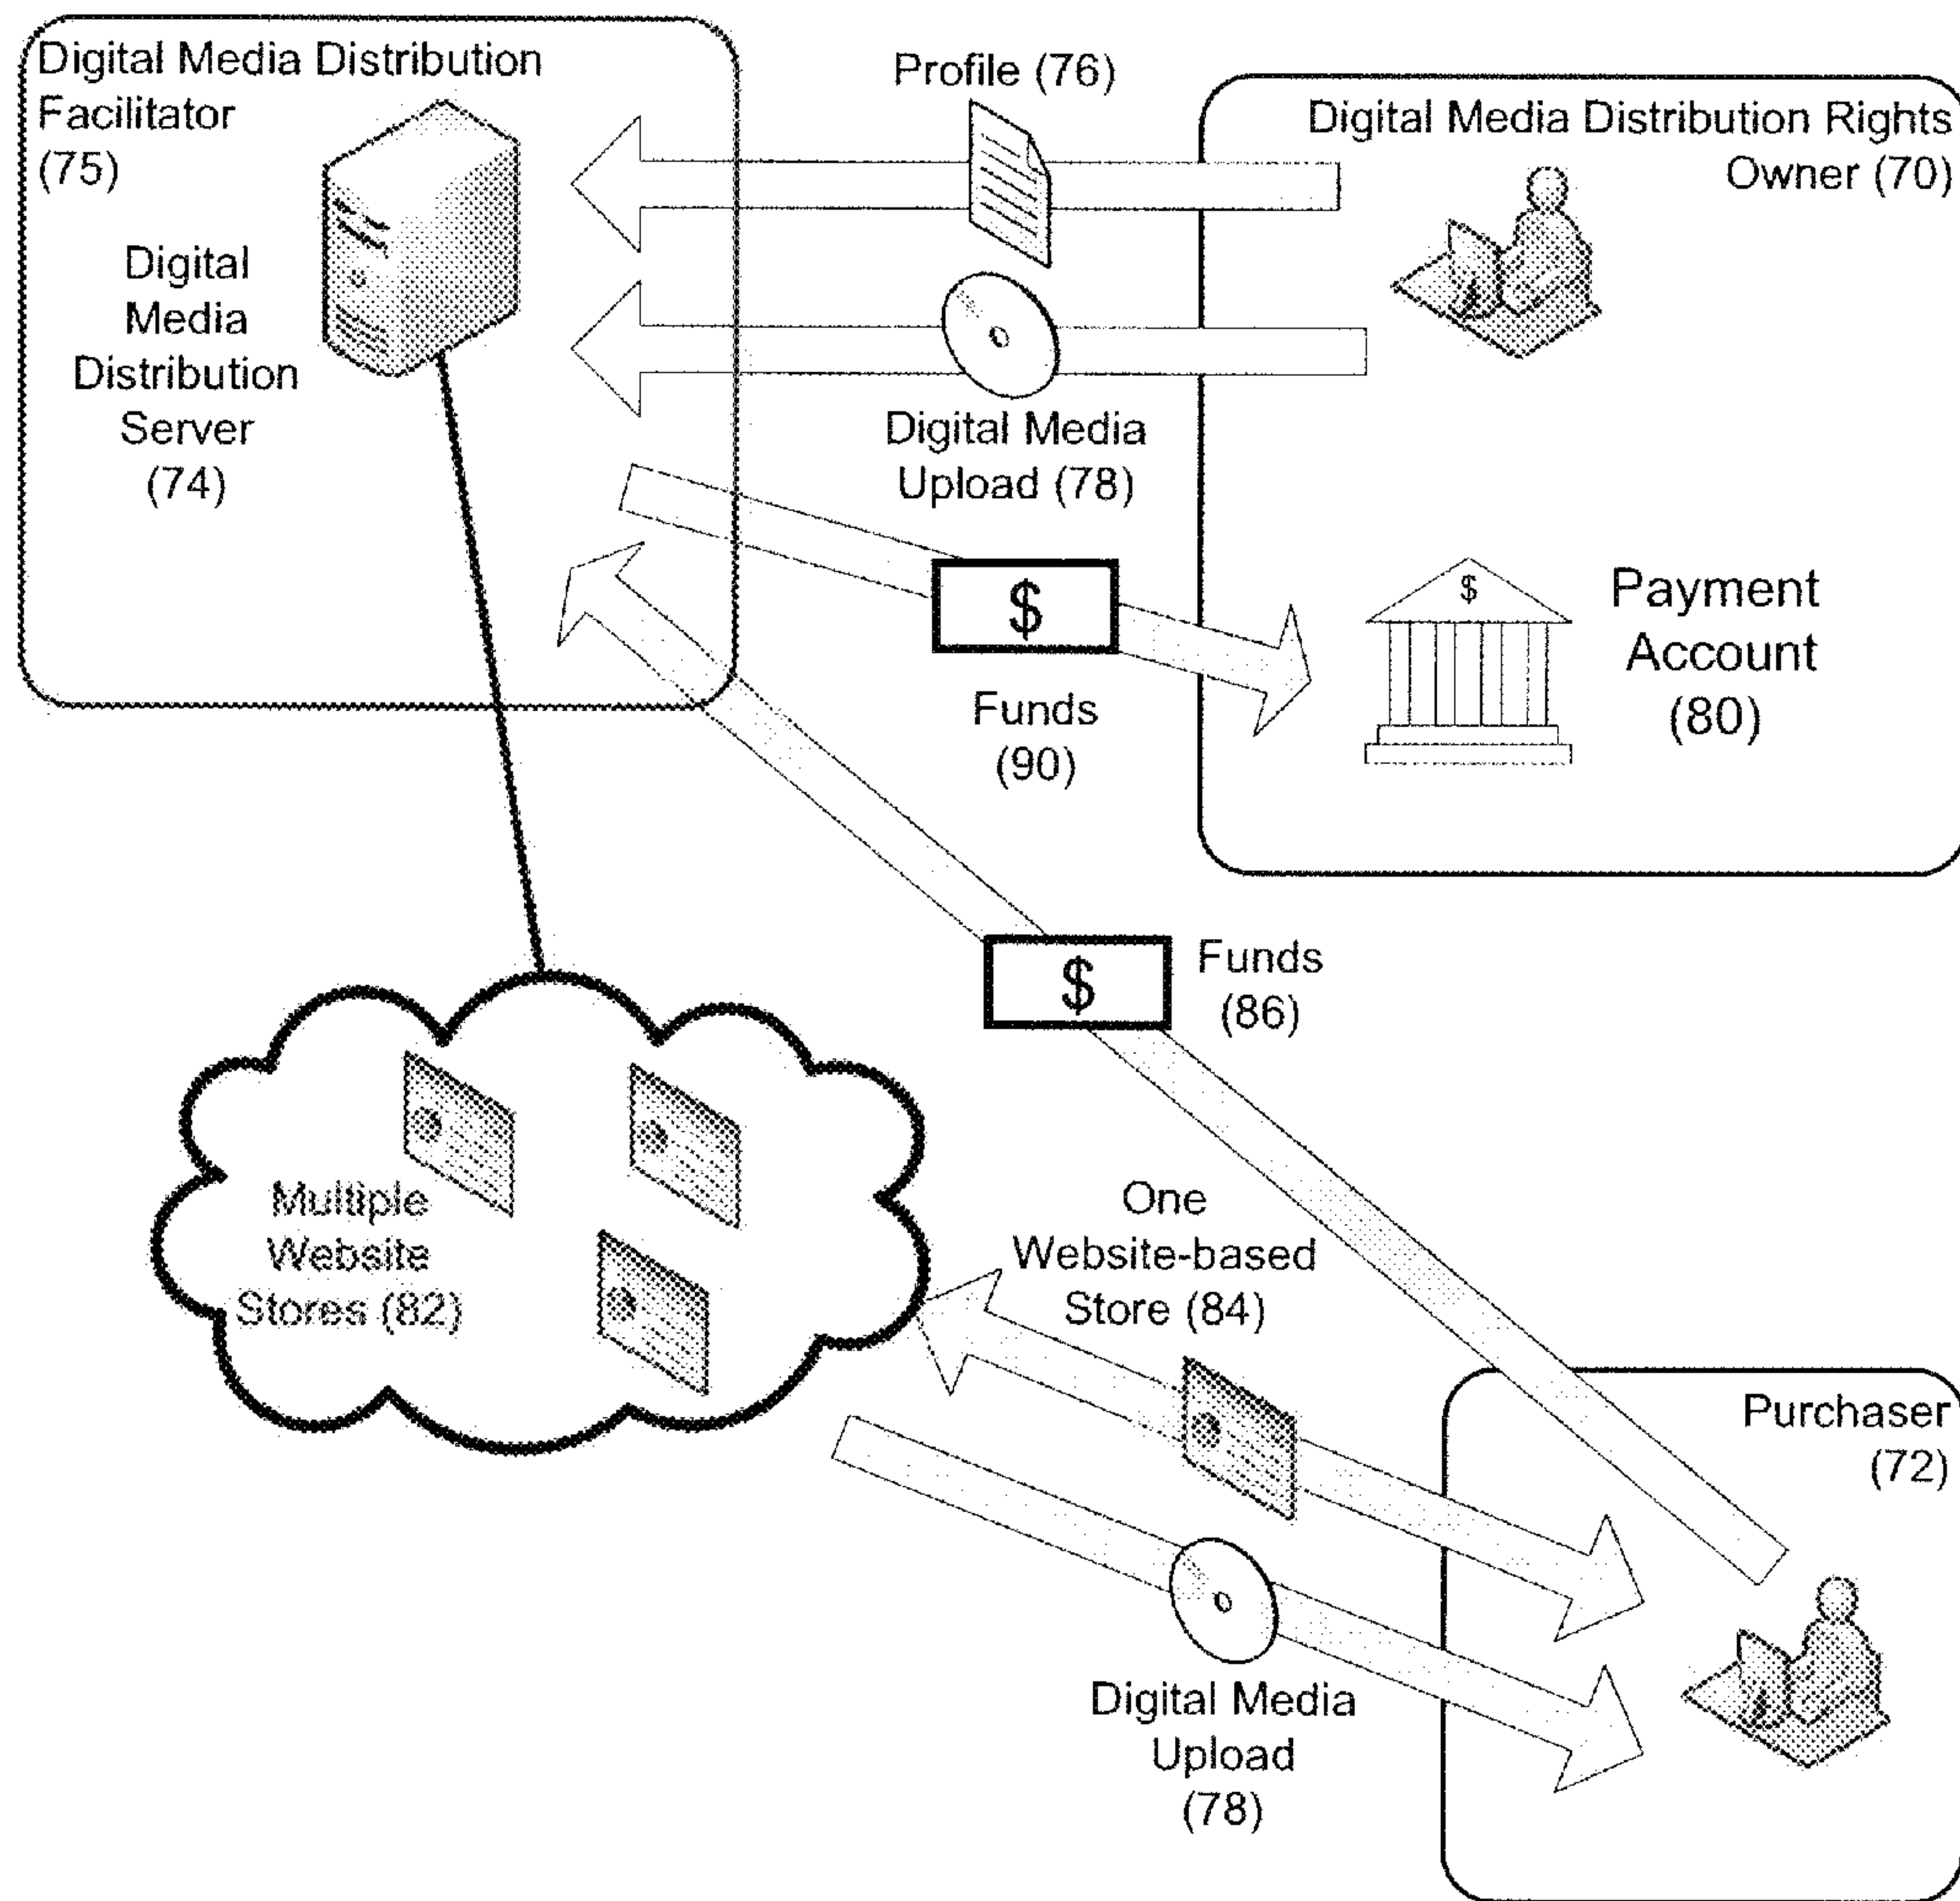 Digital Media Distribution
Facilitator
(75)
Digital
Media
Distribution
Server
(74)
Profile (76)
Digital Media
Upload (78)
Digital Media Distribution Rights
Owner (70)
$
Funds
(90)
$
Payment
Account
(80)
$
Funds
(86)
Multiple
Website
Stores (82)
One
Website-based
Store (84)
Purchaser
(72)
Digital Media
Upload
(78)